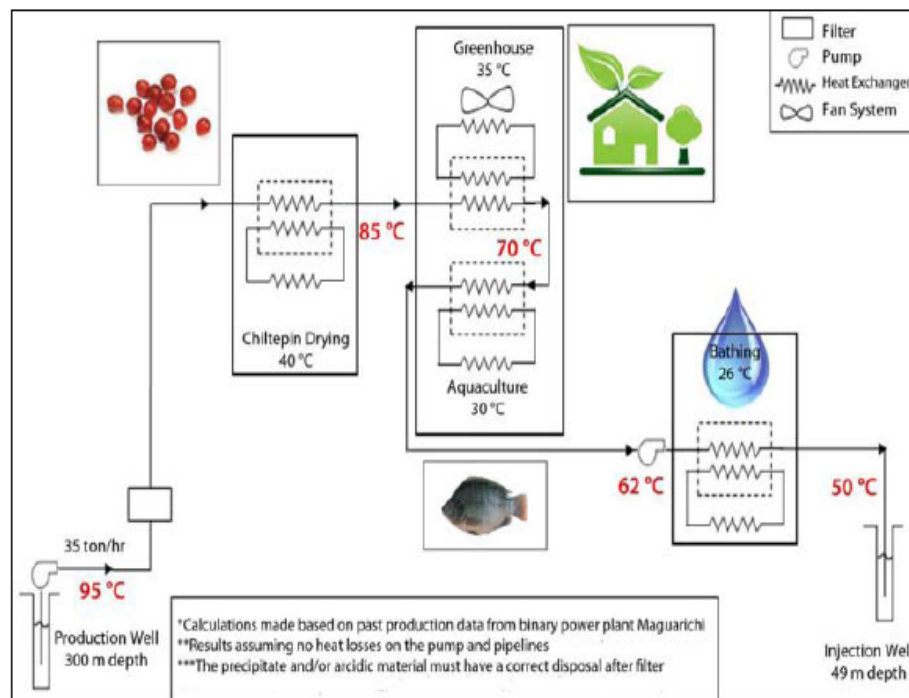 Greenhouse
35 °C
Filter
Pump
Heat Exchanger
Fan System
85 °C
70 °C
Chiltepin Drying
40 °C
Aquaculture
30 °C
Bathing
26 °C
62 °C
50 °C
35 ton/hr
95 °C
Production Well
300 m depth
*Calculations made based on past production data from binary power plant Maguarichi
**Results assuming no heat losses on the pump and pipelines
***The precipitate and/or arcidic material must have a correct disposal after filter
Injection Well
49 m depth